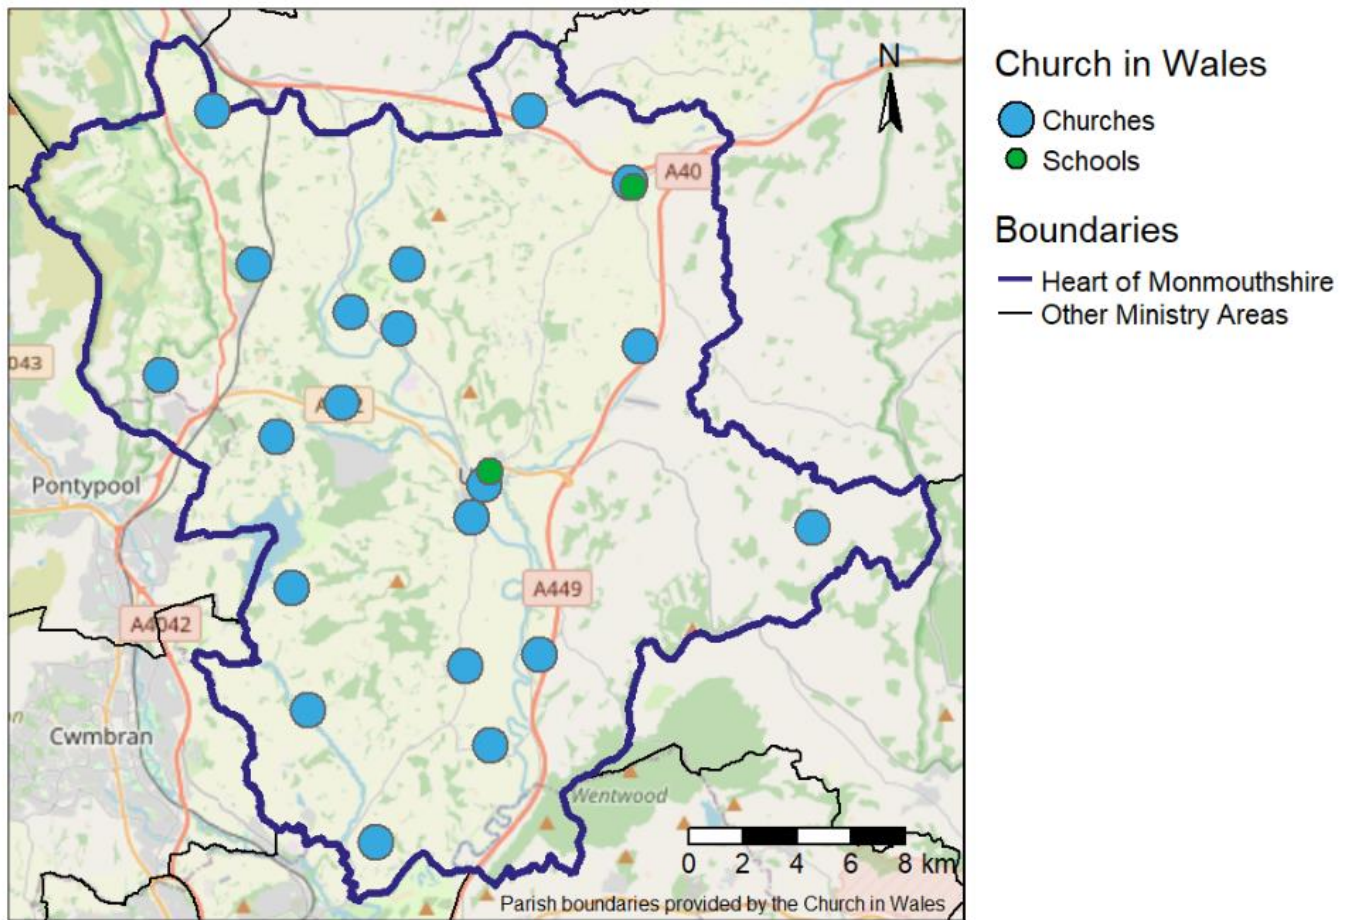 N
A40
043
A
2
Pontypool
U
A449
A4042
Cwmbran
Wentwood
0 2 4 6 8 km
Parish boundaries provided by the Church in Wales
Church in Wales
Churches
Schools
Boundaries
Heart of Monmouthshire
Other Ministry Areas